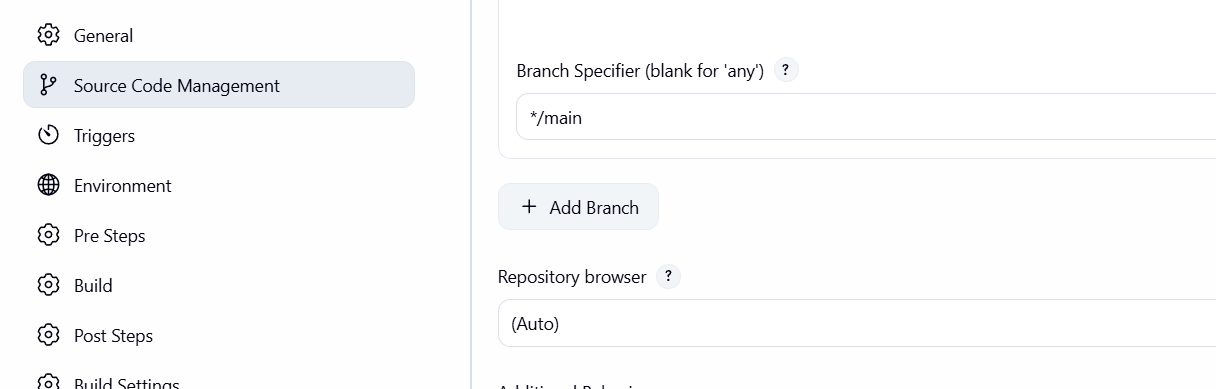 General
Source Code Management
Triggers
Environment
Pre Steps
Build
Post Steps
Build Settings
Branch Specifier (blank for 'any') ?
*/main
+ Add Branch
Repository browser ?
(Auto)